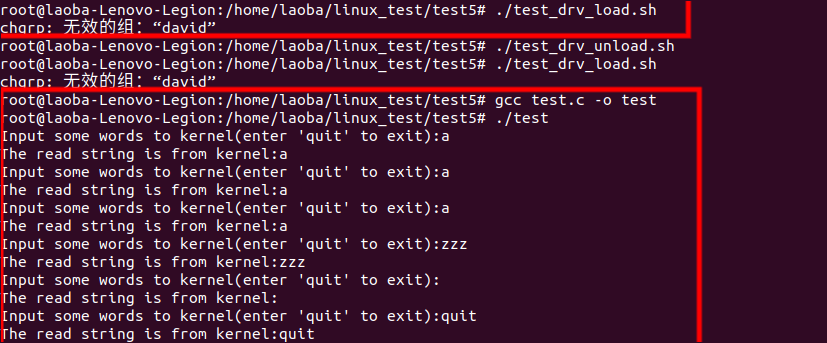 root@laoba-Lenovo-Legion:/home/laoba/linux_test/test5# ./test_drv_load.sh
chgrp: 无效的组：“david”
root@laoba-Lenovo-Legion:/home/laoba/linux_test/test5# ./test_drv_unload.sh
root@laoba-Lenovo-Legion:/home/laoba/linux_test/test5# ./test_drv_load.sh
chgrp: 无效的组：“david”
root@laoba-Lenovo-Legion:/home/laoba/linux_test/test5# gcc test.c -o test
root@laoba-Lenovo-Legion:/home/laoba/linux_test/test5# ./test
Input some words to kernel(enter 'quit' to exit):a
The read string is from kernel:a
Input some words to kernel(enter 'quit' to exit):a
The read string is from kernel:a
Input some words to kernel(enter 'quit' to exit):a
The read string is from kernel:a
Input some words to kernel(enter 'quit' to exit):zzz
The read string is from kernel:zzz
Input some words to kernel(enter 'quit' to exit):
The read string is from kernel:
Input some words to kernel(enter 'quit' to exit):quit
The read string is from kernel:quit